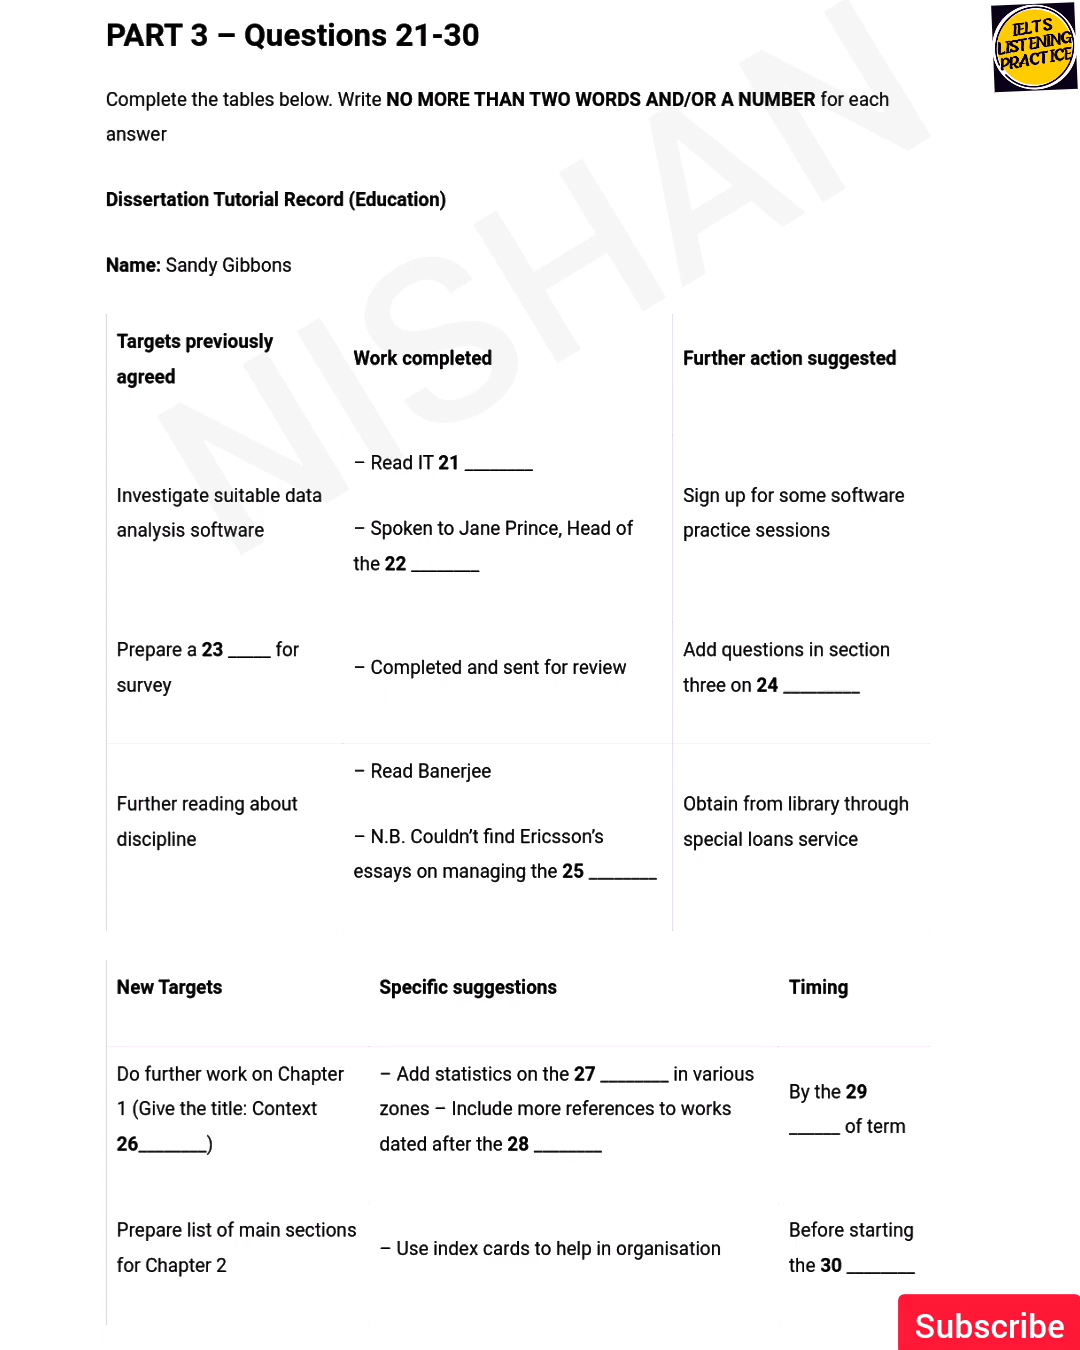 PART 3 – Questions 21-30
IELTS
LISTENING
PRACTICE
Complete the tables below. Write NO MORE THAN TWO WORDS AND/OR A NUMBER for each
answer
Dissertation Tutorial Record (Education)
Name: Sandy Gibbons
NISHAN
Targets previously
agreed
Work completed
Further action suggested
Investigate suitable data
analysis software
– Read IT 21 ________
– Spoken to Jane Prince, Head of
the 22 ________
Sign up for some software
practice sessions
Prepare a 23 _____ for
survey
– Completed and sent for review
Add questions in section
three on 24 _________
Further reading about
discipline
– Read Banerjee
– N.B. Couldn’t find Ericsson’s
essays on managing the 25 ________
Obtain from library through
special loans service
New Targets
Specific suggestions
Timing
Do further work on Chapter
1 (Give the title: Context
26________)
– Add statistics on the 27 ________ in various
zones – Include more references to works
dated after the 28 ________
By the 29
______ of term
Prepare list of main sections
for Chapter 2
– Use index cards to help in organisation
Before starting
the 30 ________
Subscribe